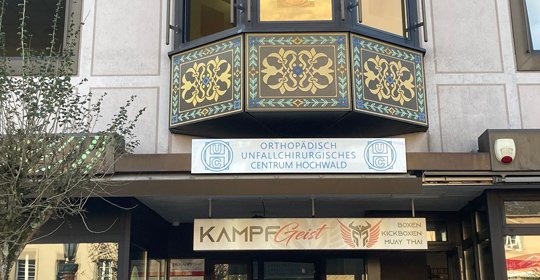 ORTHOPÄDISCH
UNFALLCHIRURGISCHES
CENTRUM HOCHWALD
KAMPFGeist
BOXEN
KICKBOXEN
MUAY THAI